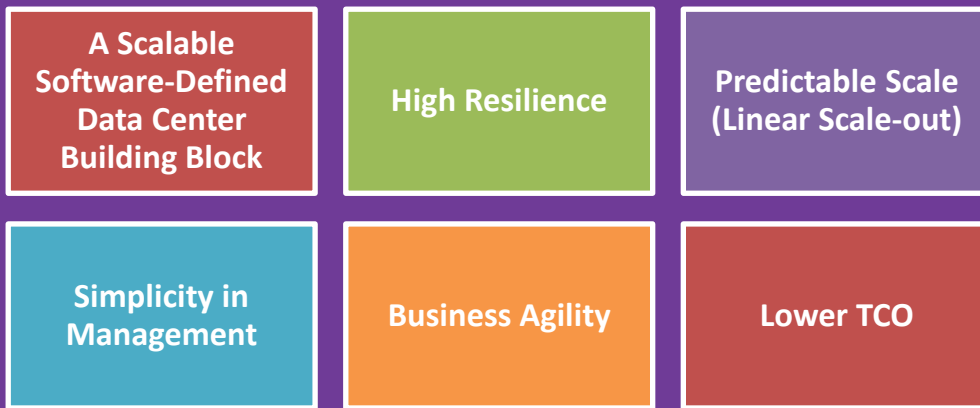 A Scalable
Software-Defined
Data Center
Building Block
High Resilience
Predictable Scale
(Linear Scale-out)
Simplicity in
Management
Business Agility
Lower TCO